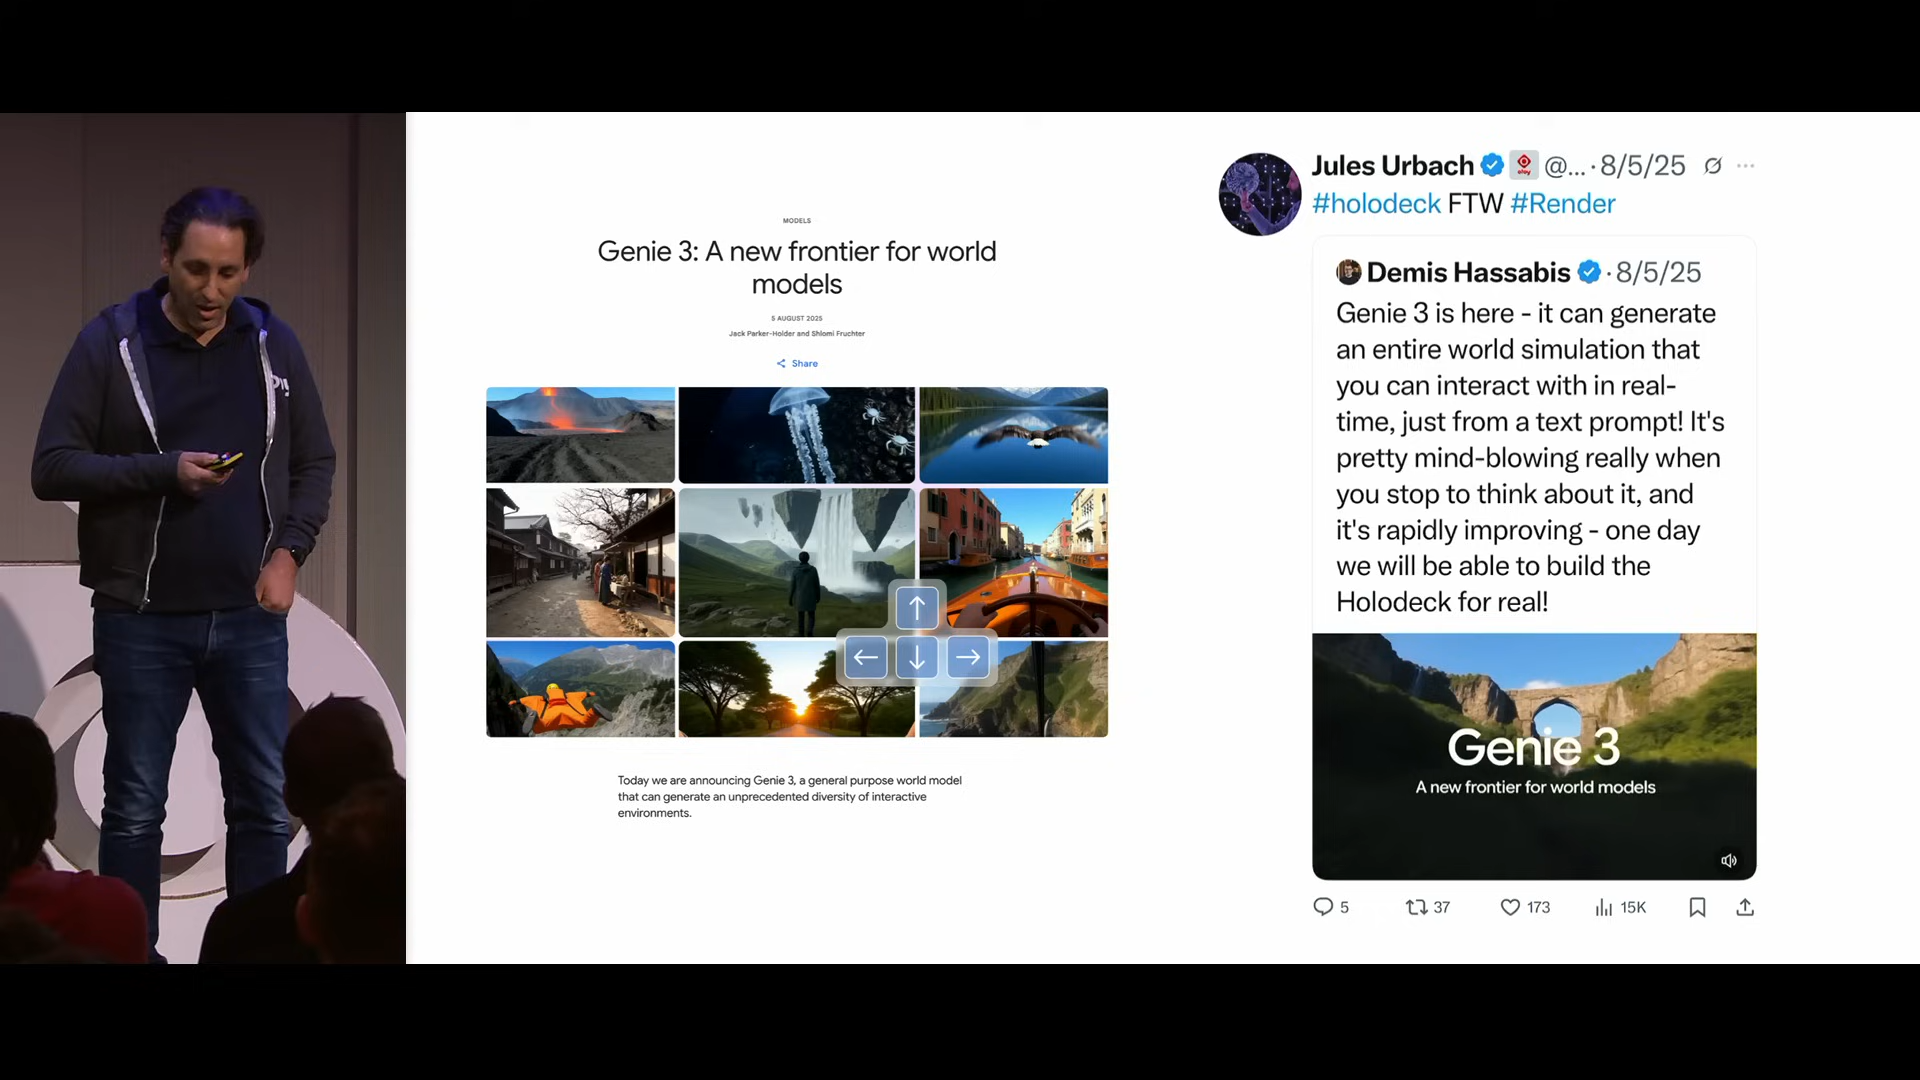 MODELS
Genie 3: A new frontier for world
models
5 AUGUST 2025
Jack Parker-Holder and Shlomi Fruchter
Share
Today we are announcing Genie 3, a general purpose world model
that can generate an unprecedented diversity of interactive
environments.
Jules Urbach @... · 8/5/25
#holodeck FTW #Render
Demis Hassabis · 8/5/25
Genie 3 is here - it can generate
an entire world simulation that
you can interact with in real-
time, just from a text prompt! It's
pretty mind-blowing really when
you stop to think about it, and
it's rapidly improving - one day
we will be able to build the
Holodeck for real!
Genie 3
A new frontier for world models
5 37 173 15K